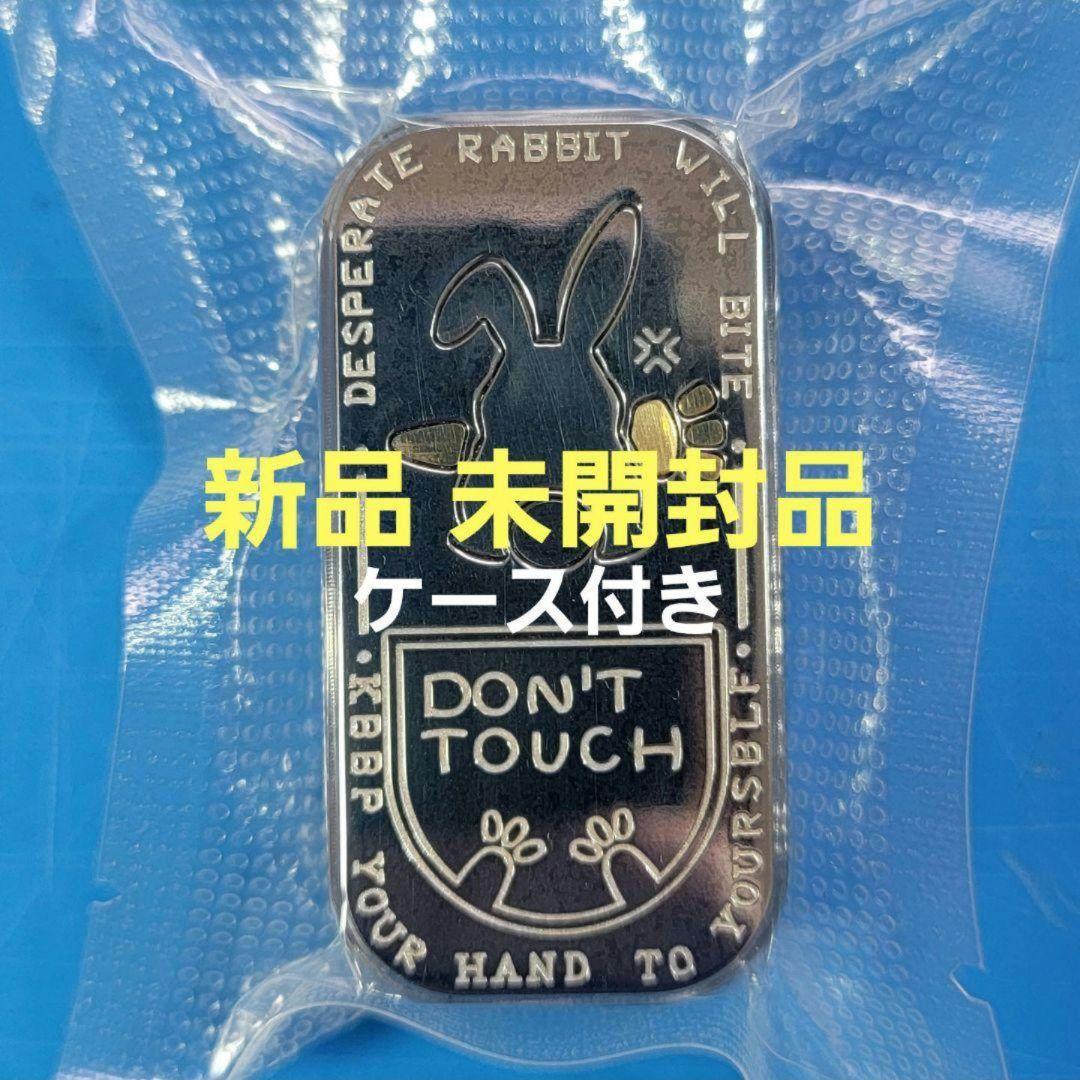 DESPERATE RABBIT WILL BITE
新品 未開封品
ケース付き
DON'T
TOUCH
KBBP YOUR HAND TO YOURSBLF